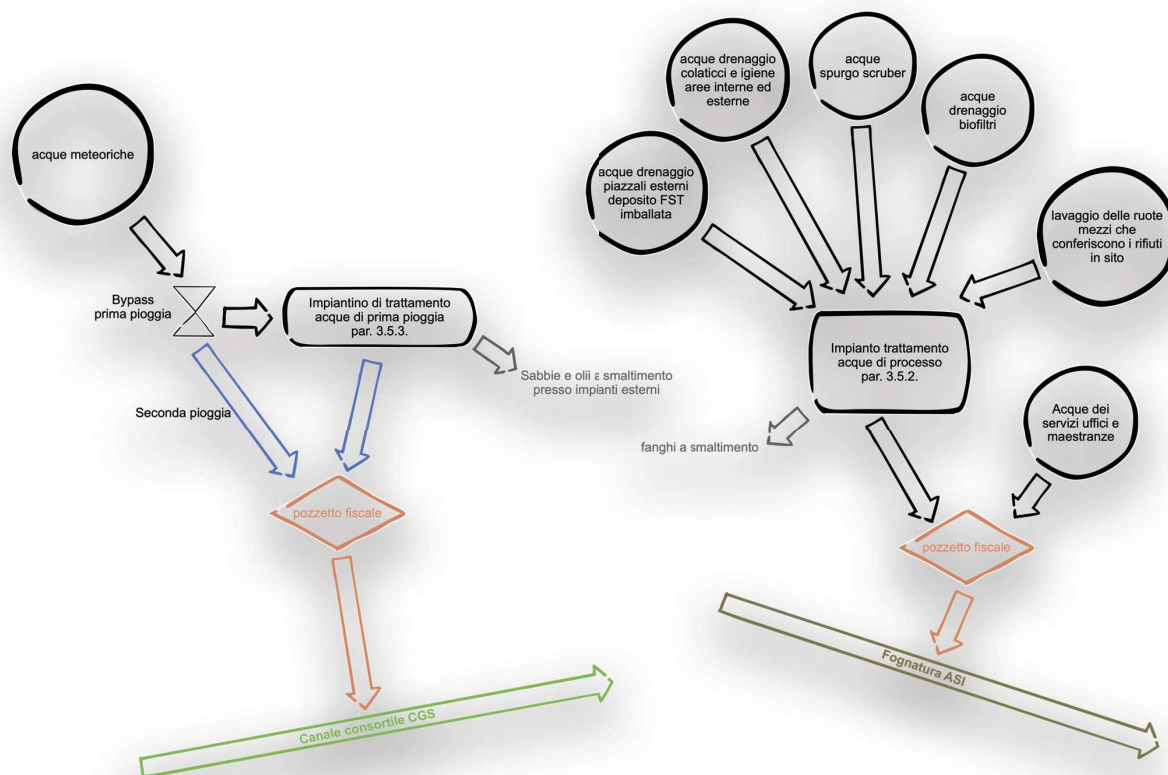 acque meteoriche
Bypass
prima pioggia
Impiantino di trattamento
acque di prima pioggia
par. 3.5.3.
Sabbie e olii a smaltimento
presso impianti esterni
Seconda pioggia
pozzetto fiscale
Canale consortile CGS
acque drenaggio
piazzali esterni
deposito FST
imballata
acque drenaggio
colaticci e igiene
aree interne ed
esterne
acque
spurgo scruber
acque
drenaggio
biofiltri
lavaggio delle ruote
mezzi che
conferiscono i rifiuti
in sito
Impianto trattamento
acque di processo
par. 3.5.2.
fanghi a smaltimento
Acque dei
servizi uffici e
maestranze
pozzetto fiscale
Fognatura ASI